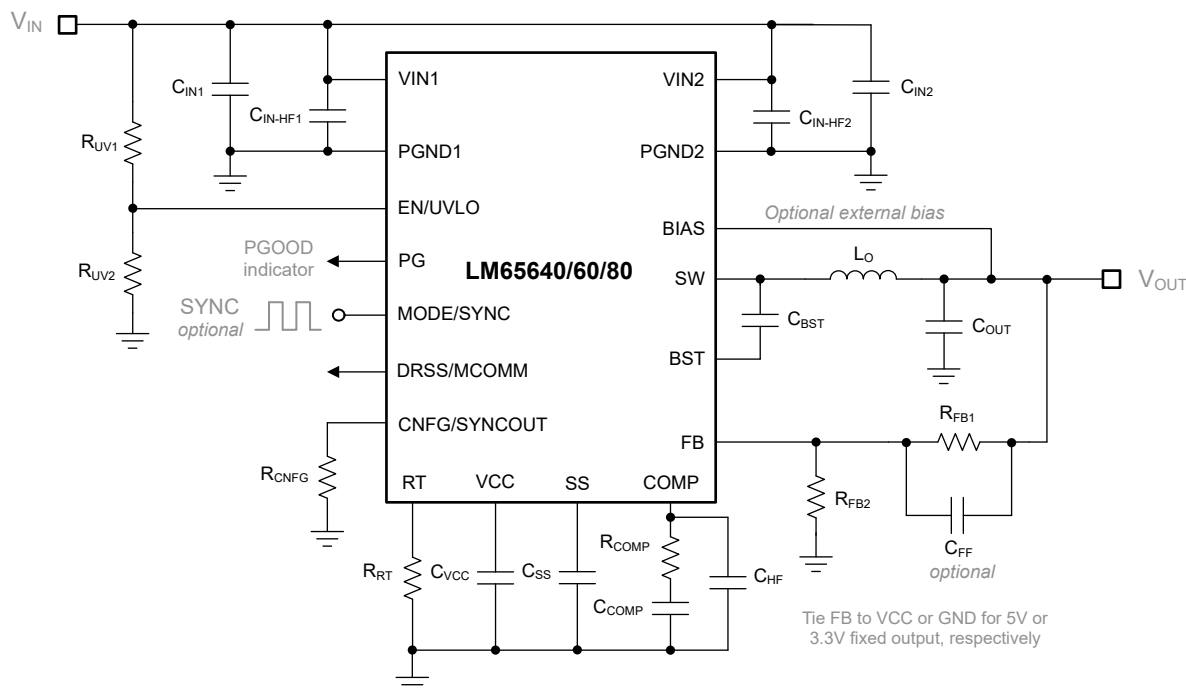 VIN
CIN1
CIN-HF1
RUV1
RUV2
VIN1
PGND1
EN/UVLO
PG
MODE/SYNC
DRSS/MCOMM
CNFG/SYNCOUT
RT
VCC
SS
COMP
LM65640/60/80
VIN2
PGND2
BIAS
SW
BST
FB
PGOOD
indicator
SYNC
optional
RCNFG
RRT
CVCC
CSS
RCOMP
CCOMP
CHF
CIN-HF2
CIN2
Optional external bias
LO
CBST
COUT
VOUT
RFB1
RFB2
CFF
optional
Tie FB to VCC or GND for 5V or
3.3V fixed output, respectively